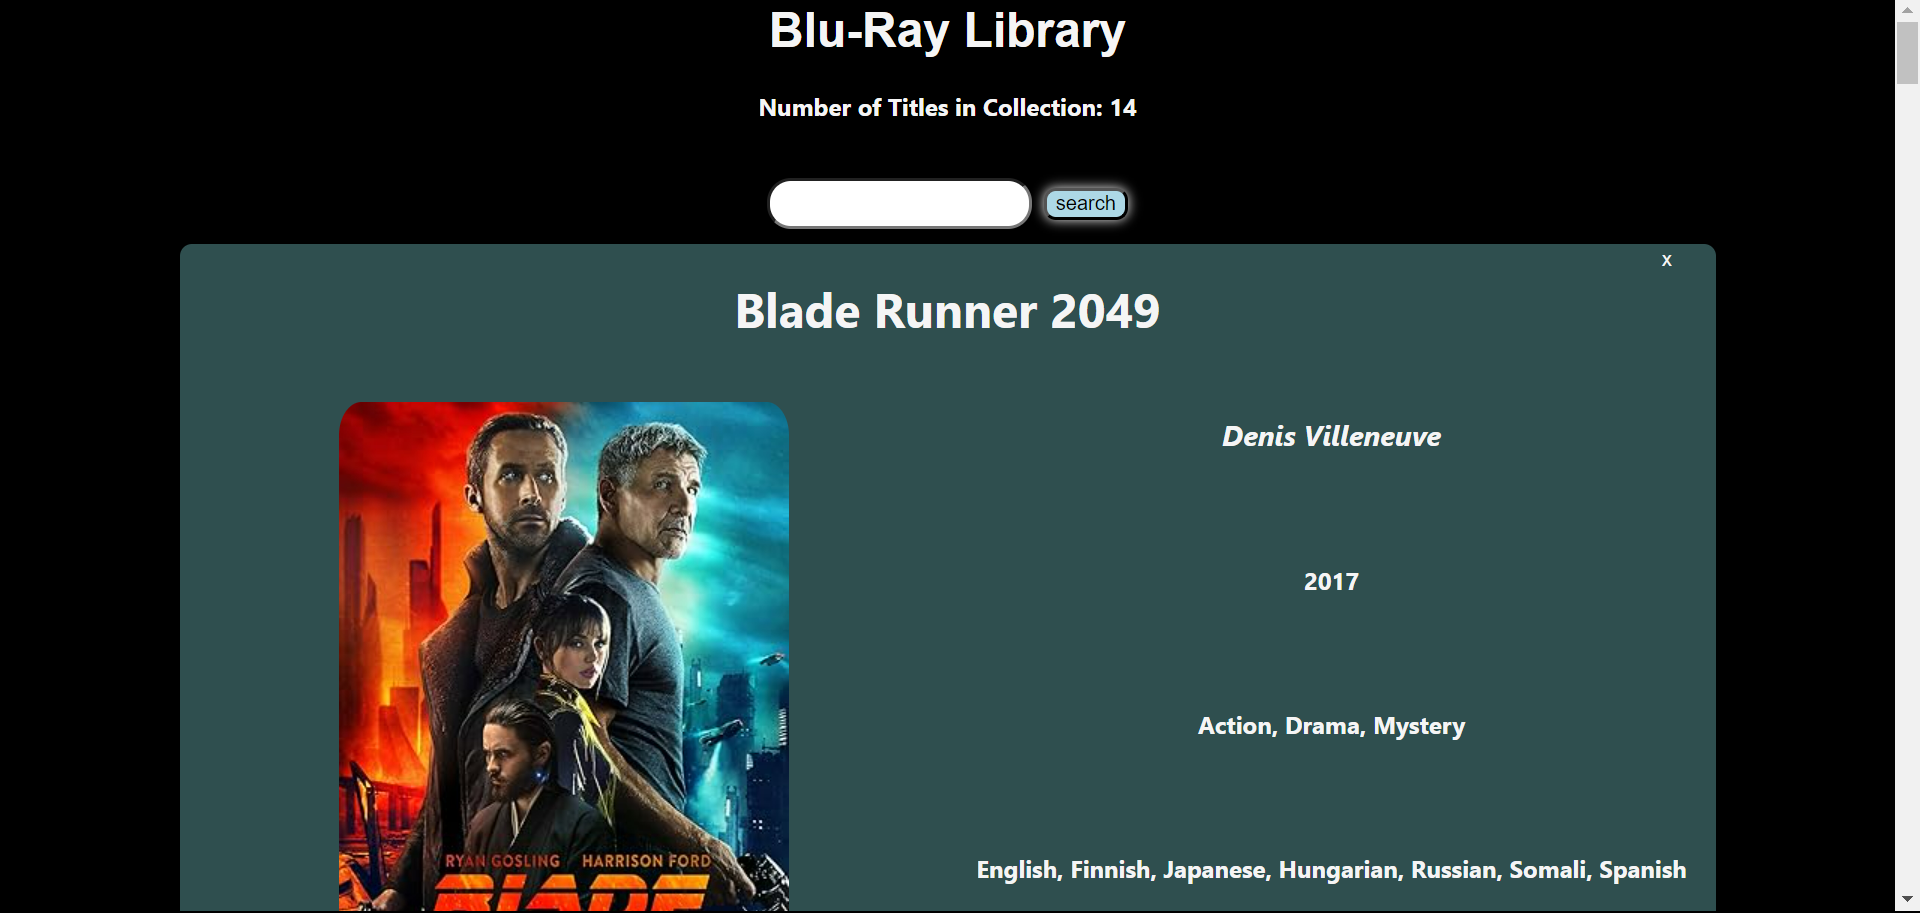 Blu-Ray Library
Number of Titles in Collection: 14
search
x
Blade Runner 2049
Denis Villeneuve
2017
Action, Drama, Mystery
English, Finnish, Japanese, Hungarian, Russian, Somali, Spanish
RYAN GOSLING HARRISON FORD
BLADE